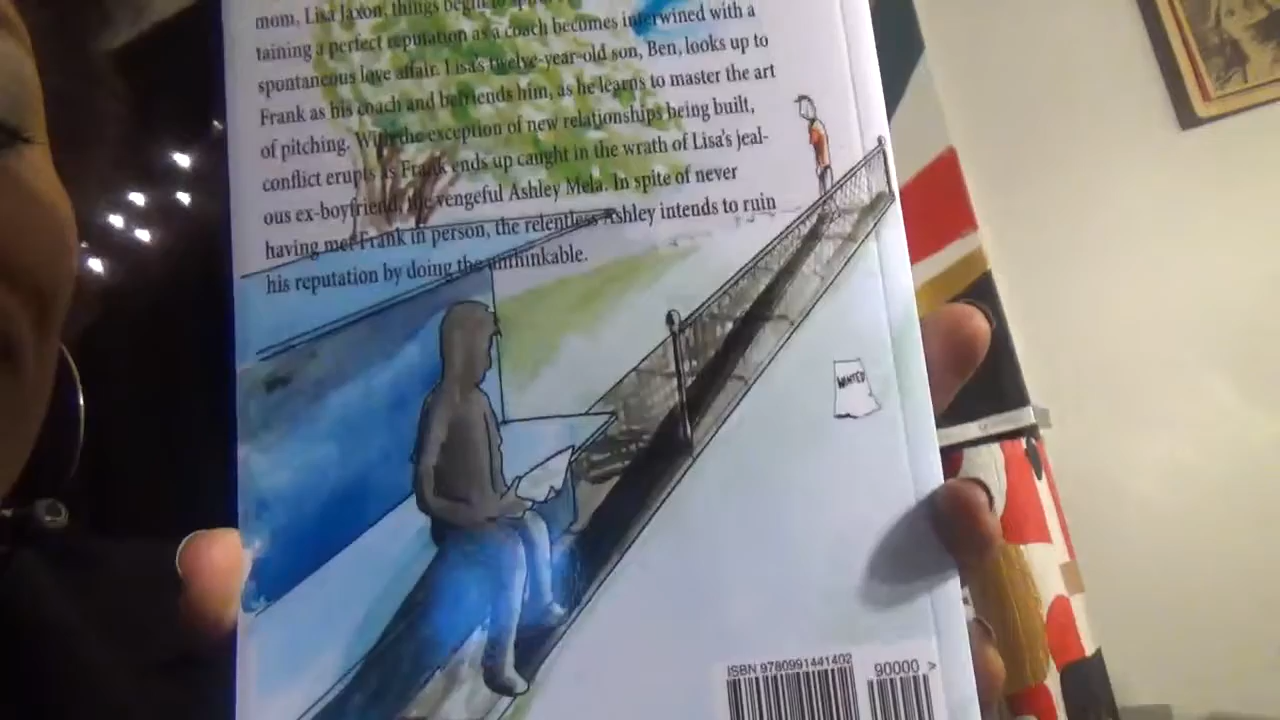 mom, Lisa Jaxon, things begin to
taining a perfect reputation as a coach becomes interwined with a
spontaneous love affair. Lisa's twelve-year-old son, Ben, looks up to
Frank as his coach and befriends him, as he learns to master the art
of pitching. With the exception of new relationships being built,
conflict erupts as Frank ends up caught in the wrath of Lisa's jeal-
ous ex-boyfriend, the vengeful Ashley Mela. In spite of never
having met Frank in person, the relentless Ashley intends to ruin
his reputation by doing the unthinkable.
WANTED
ISBN 9780991441402
90000 >